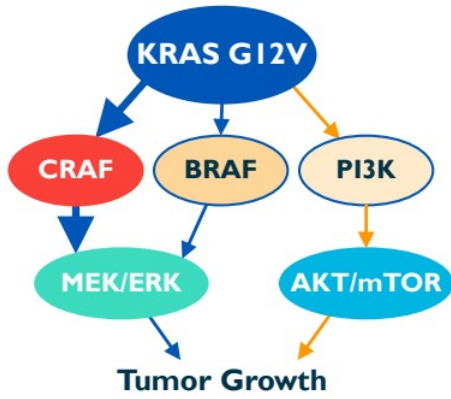 KRAS G12V
CRAF
BRAF
PI3K
MEK/ERK
AKT/mTOR
Tumor Growth